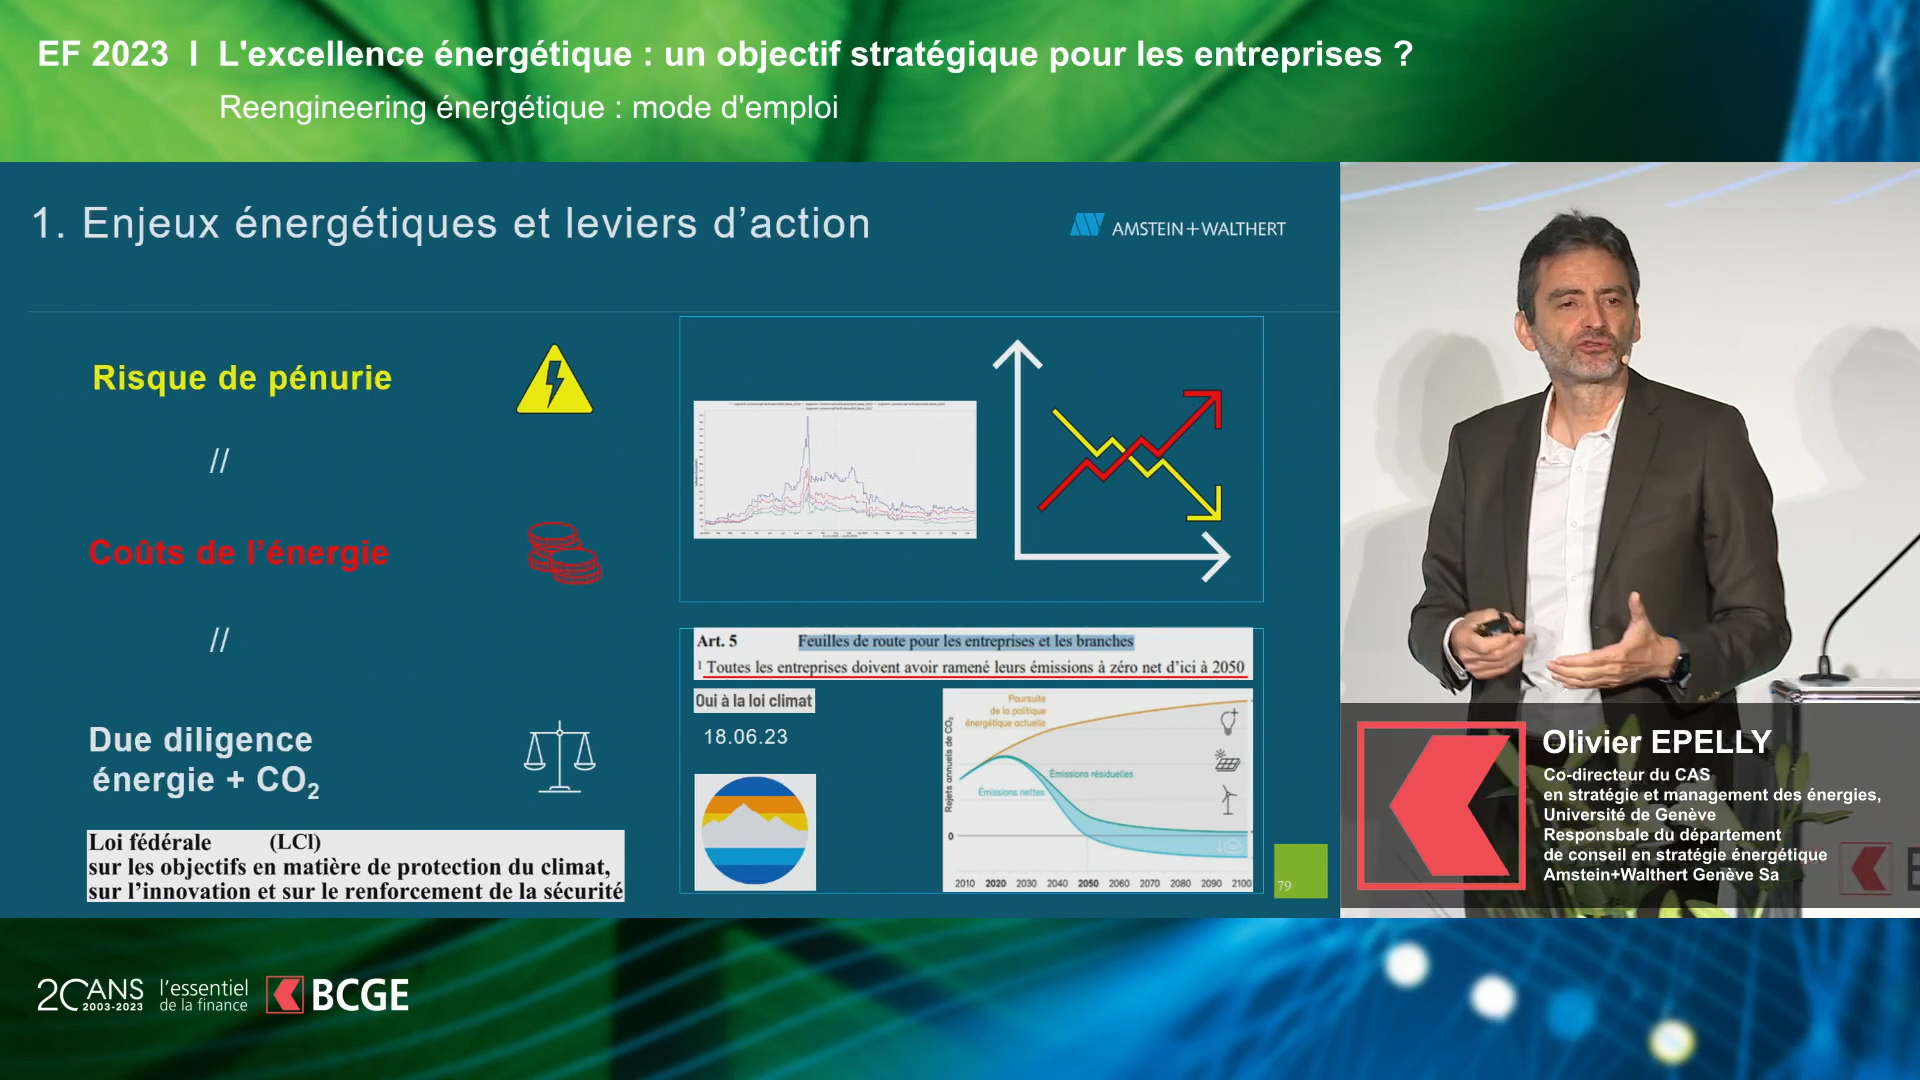 EF 2023 I L'excellence énergétique : un objectif stratégique pour les entreprises ?
Reengineering énergétique : mode d'emploi
1. Enjeux énergétiques et leviers d’action
AMSTEIN+WALTHERT
Risque de pénurie
//
Coûts de l’énergie
//
Due diligence
énergie + CO₂
Loi fédérale (LCl)
sur les objectifs en matière de protection du climat,
sur l’innovation et sur le renforcement de la sécurité
Art. 5 Feuilles de route pour les entreprises et les branches
¹ Toutes les entreprises doivent avoir ramené leurs émissions à zéro net d’ici à 2050
Oui à la loi climat
18.06.23
Rejets annuels de CO₂
Poursuite
de la politique
énergétique actuelle
Émissions résiduelles
Émissions nettes
0
2010 2020 2030 2040 2050 2060 2070 2080 2090 2100
79
Olivier EPELLY
Co-directeur du CAS
en stratégie et management des énergies,
Université de Genève
Responsbale du département
de conseil en stratégie énergétique
Amstein+Walthert Genève Sa
20 ANS
2003-2023
l’essentiel
de la finance
BCGE